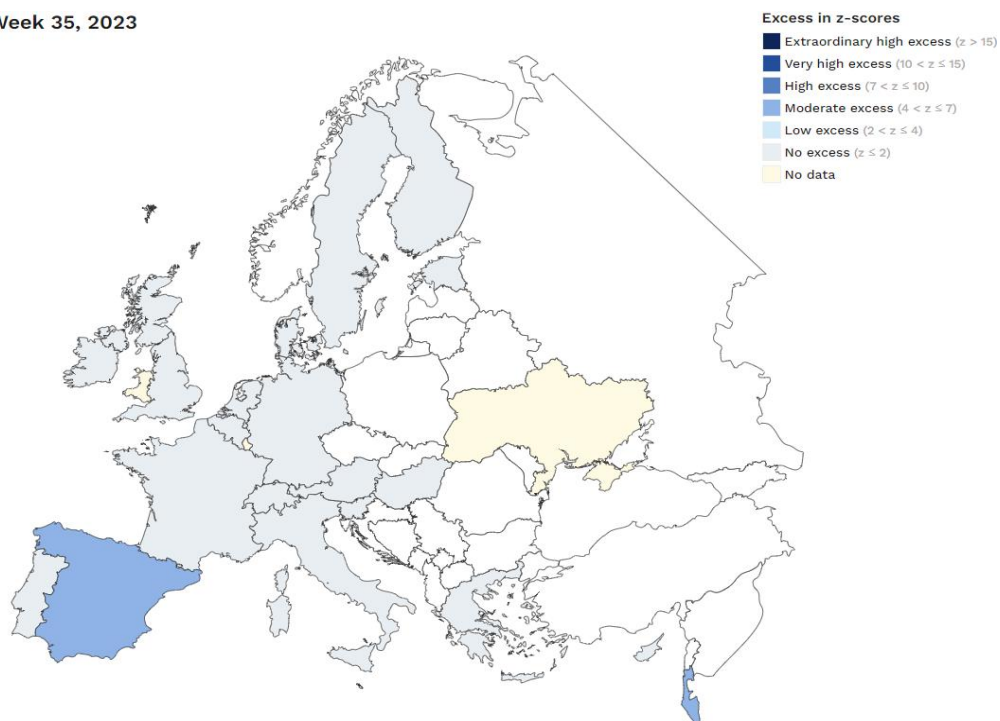 Week 35, 2023
Excess in z-scores
Extraordinary high excess (z > 15)
Very high excess (10 < z ≤ 15)
High excess (7 < z ≤ 10)
Moderate excess (4 < z ≤ 7)
Low excess (2 < z ≤ 4)
No excess (z ≤ 2)
No data